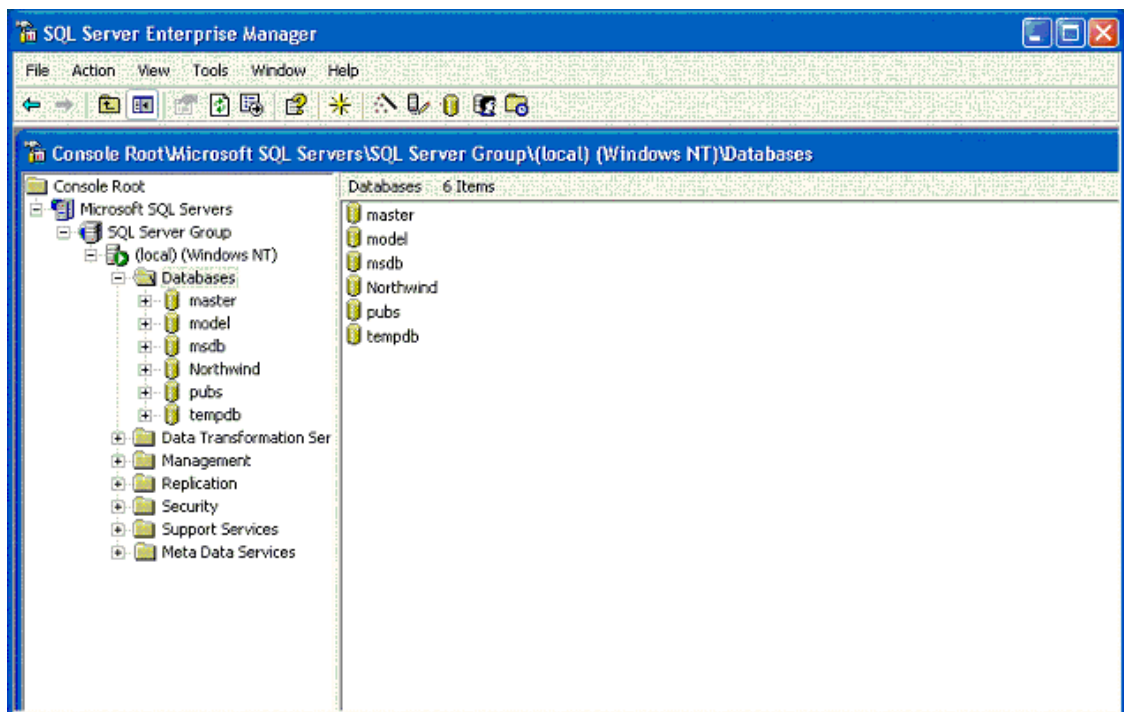 SQL Server Enterprise Manager
File Action View Tools Window Help
Console Root\Microsoft SQL Servers\SQL Server Group\(local) (Windows NT)\Databases
Console Root
Microsoft SQL Servers
SQL Server Group
(local) (Windows NT)
Databases
master
model
msdb
Northwind
pubs
tempdb
Data Transformation Ser
Management
Replication
Security
Support Services
Meta Data Services
Databases 6 Items
master
model
msdb
Northwind
pubs
tempdb